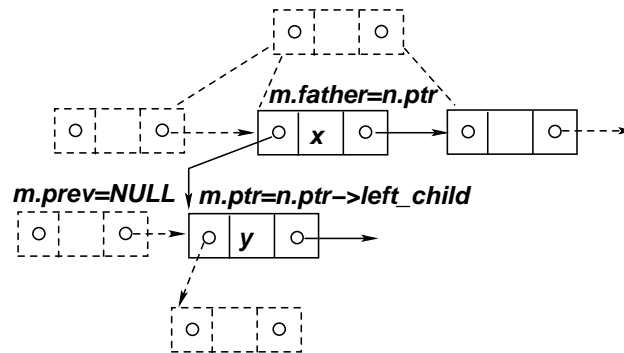 m.father=n.ptr
x
m.prev=NULL
m.ptr=n.ptr->left_child
y